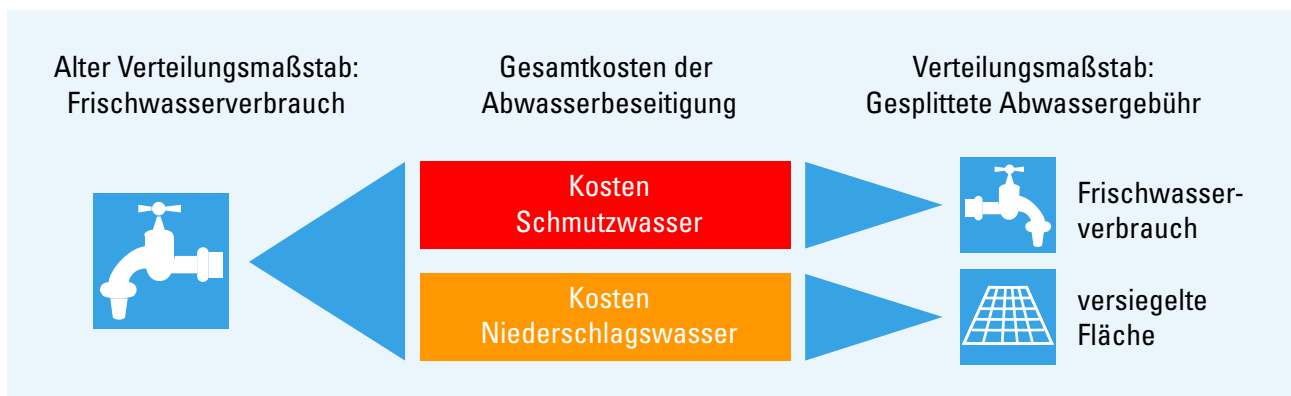 Alter Verteilungsmaßstab:
Frischwasserverbrauch
Gesamtkosten der
Abwasserbeseitigung
Verteilungsmaßstab:
Gesplittete Abwassergebühr
Kosten
Schmutzwasser
Frischwasser-
verbrauch
Kosten
Niederschlagswasser
versiegelte
Fläche